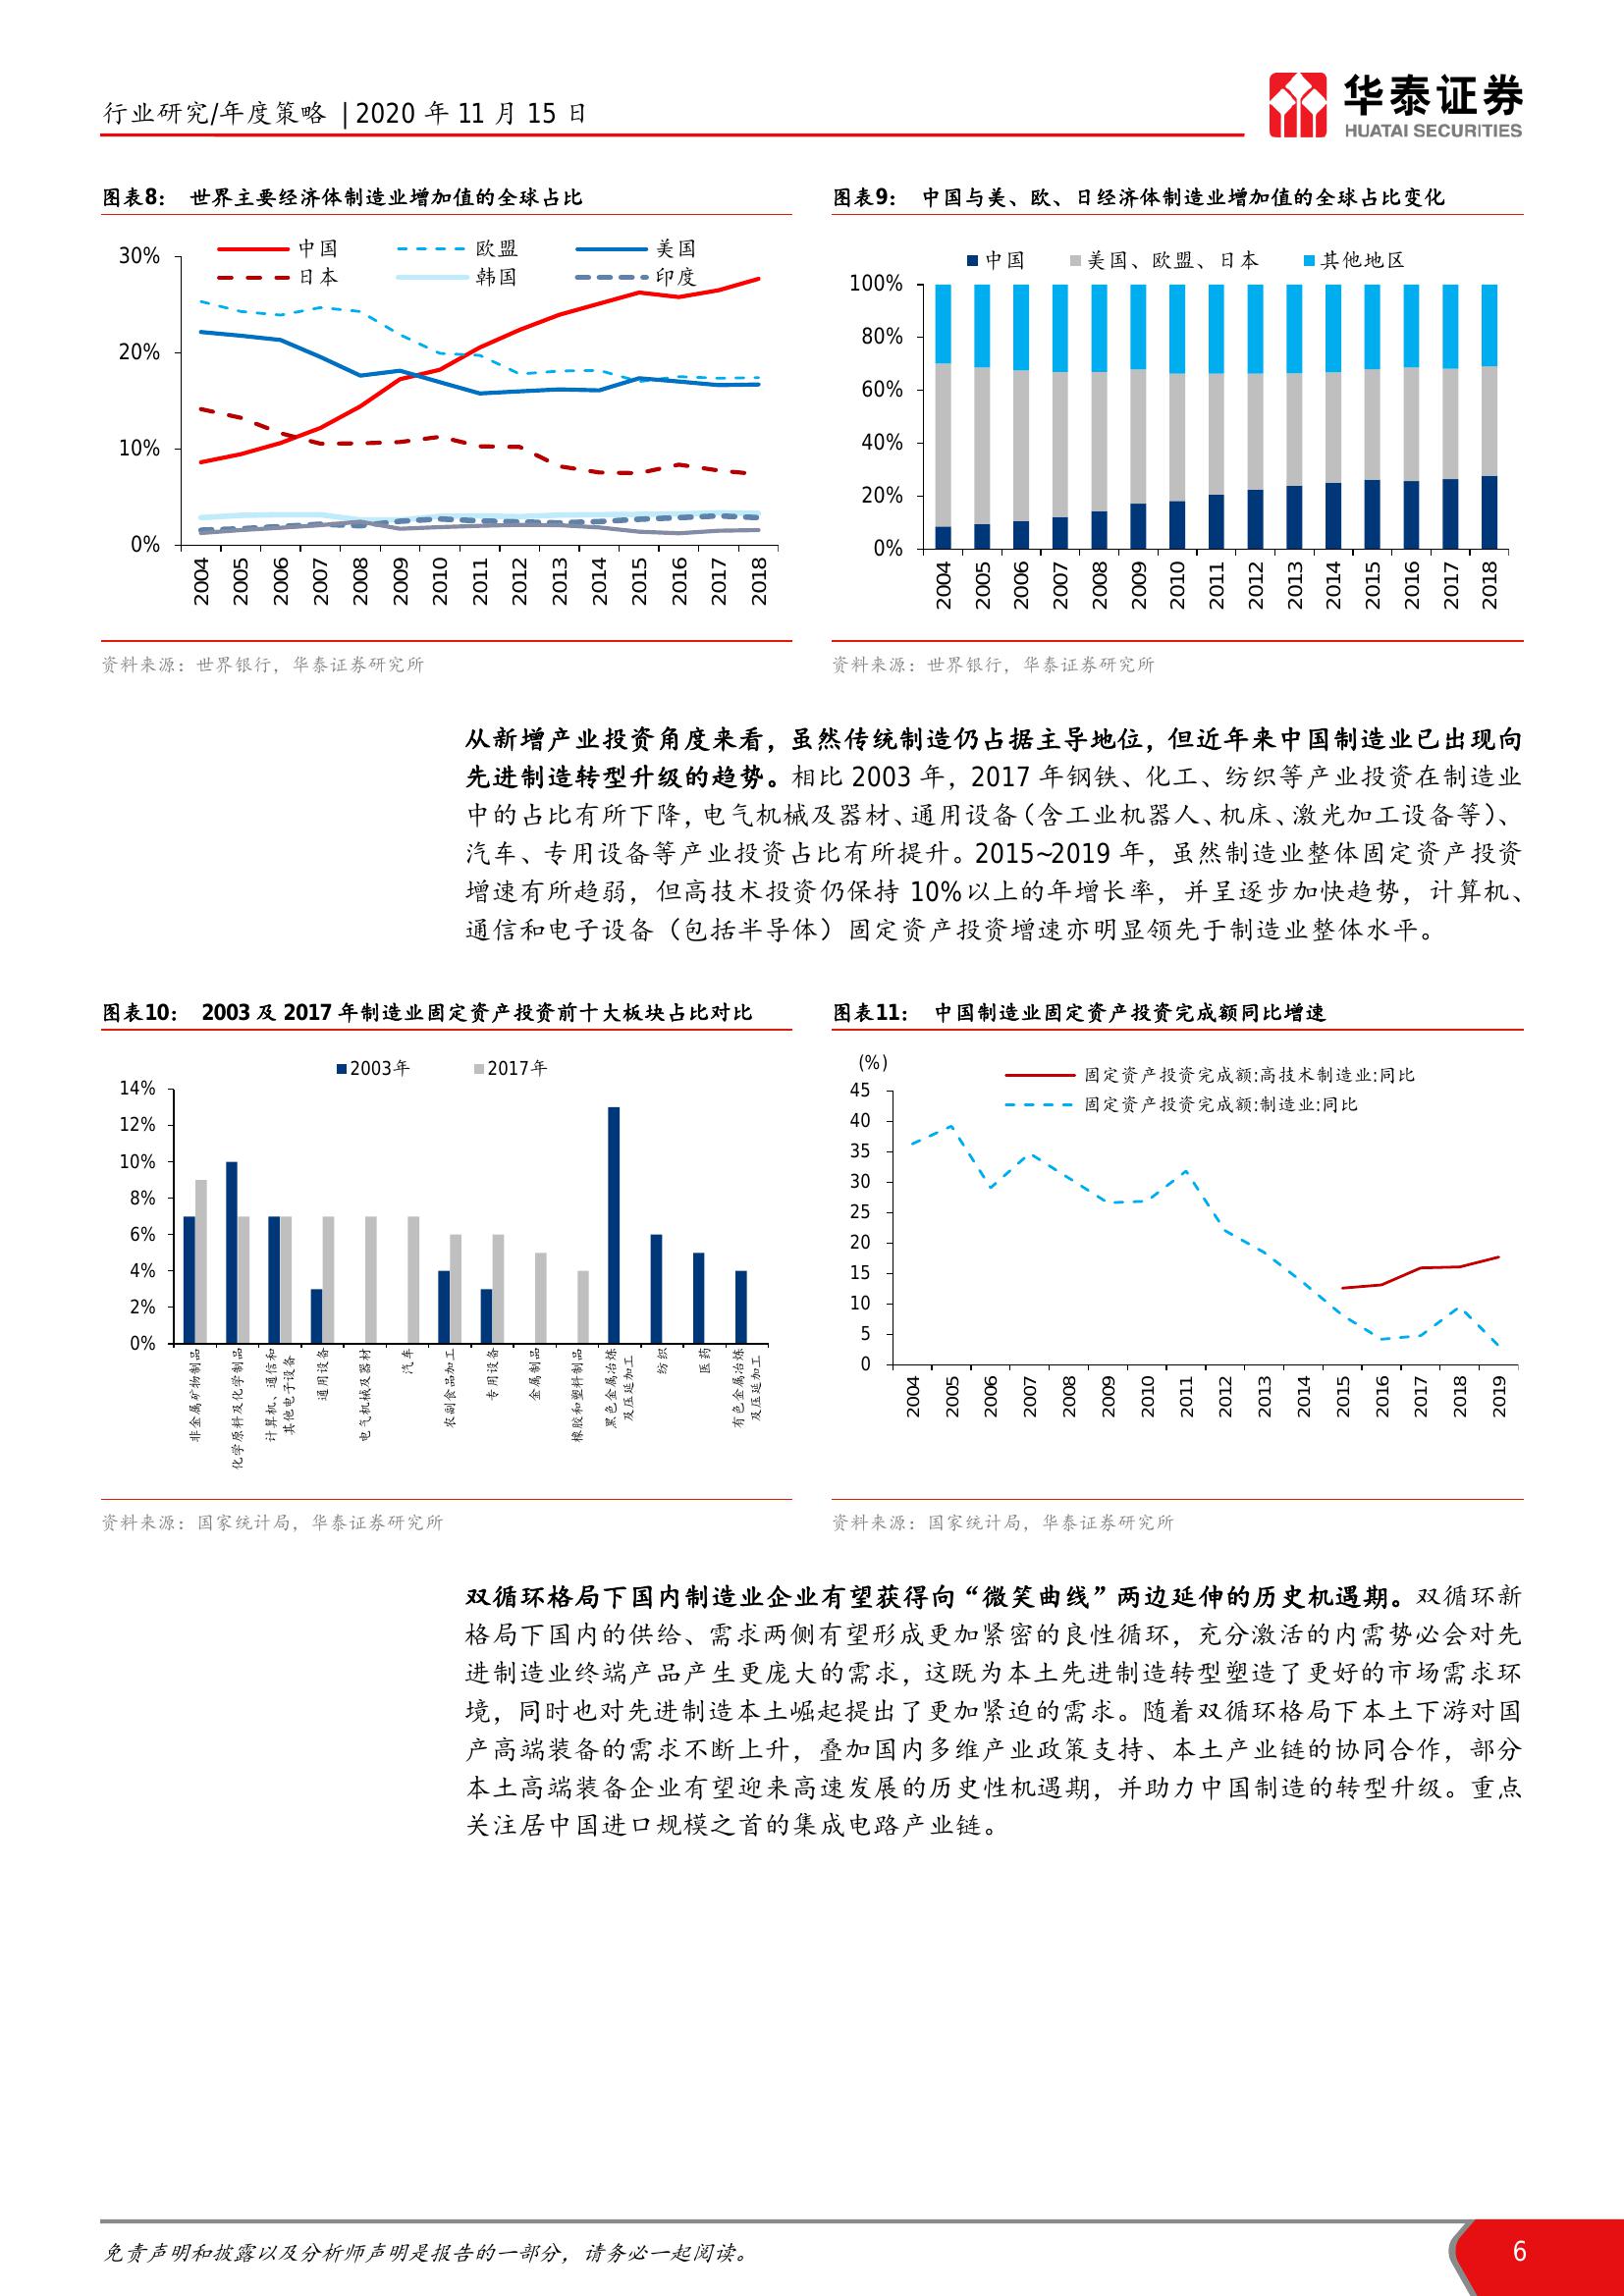 行业研究/年度策略 | 2020 年 11 月 15 日
华泰证券
HUATAI SECURITIES
图表8： 世界主要经济体制造业增加值的全球占比
中国 欧盟 美国
日本 韩国 印度
30%
20%
10%
0%
2004 2005 2006 2007 2008 2009 2010 2011 2012 2013 2014 2015 2016 2017 2018
资料来源：世界银行，华泰证券研究所
图表9： 中国与美、欧、日经济体制造业增加值的全球占比变化
中国 美国、欧盟、日本 其他地区
100%
80%
60%
40%
20%
0%
2004 2005 2006 2007 2008 2009 2010 2011 2012 2013 2014 2015 2016 2017 2018
资料来源：世界银行，华泰证券研究所
从新增产业投资角度来看，虽然传统制造仍占据主导地位，但近年来中国制造业已出现向
先进制造转型升级的趋势。相比 2003 年，2017 年钢铁、化工、纺织等产业投资在制造业
中的占比有所下降，电气机械及器材、通用设备（含工业机器人、机床、激光加工设备等）、
汽车、专用设备等产业投资占比有所提升。2015~2019 年，虽然制造业整体固定资产投资
增速有所趋弱，但高技术投资仍保持 10%以上的年增长率，并呈逐步加快趋势，计算机、
通信和电子设备（包括半导体）固定资产投资增速亦明显领先于制造业整体水平。
图表10： 2003 及 2017 年制造业固定资产投资前十大板块占比对比
2003年 2017年
14%
12%
10%
8%
6%
4%
2%
0%
非金属矿物制品
化学原料及化学制品
计算机、通信和
其他电子设备
通用设备
电气机械及器材
汽车
农副食品加工
专用设备
金属制品
橡胶和塑料制品
黑色金属冶炼
及压延加工
纺织
医药
有色金属冶炼
及压延加工
资料来源：国家统计局，华泰证券研究所
图表11： 中国制造业固定资产投资完成额同比增速
(%)
固定资产投资完成额:高技术制造业:同比
固定资产投资完成额:制造业:同比
45
40
35
30
25
20
15
10
5
0
2004 2005 2006 2007 2008 2009 2010 2011 2012 2013 2014 2015 2016 2017 2018 2019
资料来源：国家统计局，华泰证券研究所
双循环格局下国内制造业企业有望获得向“微笑曲线”两边延伸的历史机遇期。双循环新
格局下国内的供给、需求两侧有望形成更加紧密的良性循环，充分激活的内需势必会对先
进制造业终端产品产生更庞大的需求，这既为本土先进制造转型塑造了更好的市场需求环
境，同时也对先进制造本土崛起提出了更加紧迫的需求。随着双循环格局下本土下游对国
产高端装备的需求不断上升，叠加国内多维产业政策支持、本土产业链的协同合作，部分
本土高端装备企业有望迎来高速发展的历史性机遇期，并助力中国制造的转型升级。重点
关注居中国进口规模之首的集成电路产业链。
免责声明和披露以及分析师声明是报告的一部分，请务必一起阅读。
6